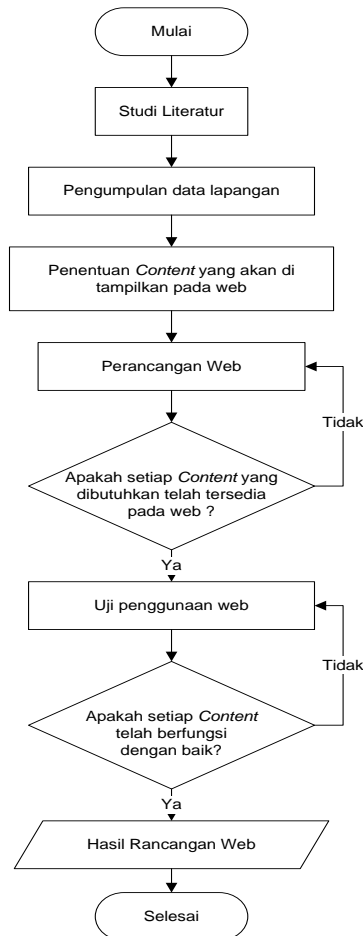 Mulai
Studi Literatur
Pengumpulan data lapangan
Penentuan Content yang akan di
tampilkan pada web
Perancangan Web
Tidak
Apakah setiap Content yang
dibutuhkan telah tersedia
pada web ?
Ya
Uji penggunaan web
Tidak
Apakah setiap Content
telah berfungsi
dengan baik?
Ya
Hasil Rancangan Web
Selesai